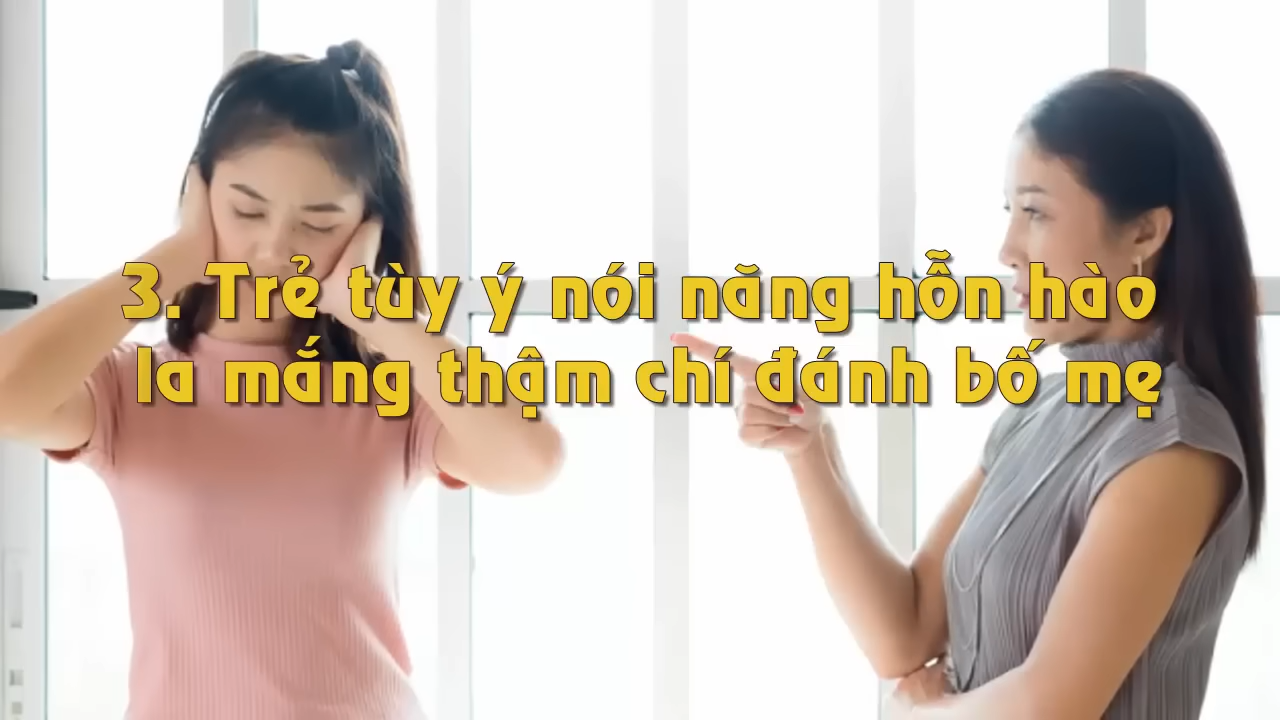 3. Trẻ tùy ý nói năng hỗn hào
la mắng thậm chí đánh bố mẹ